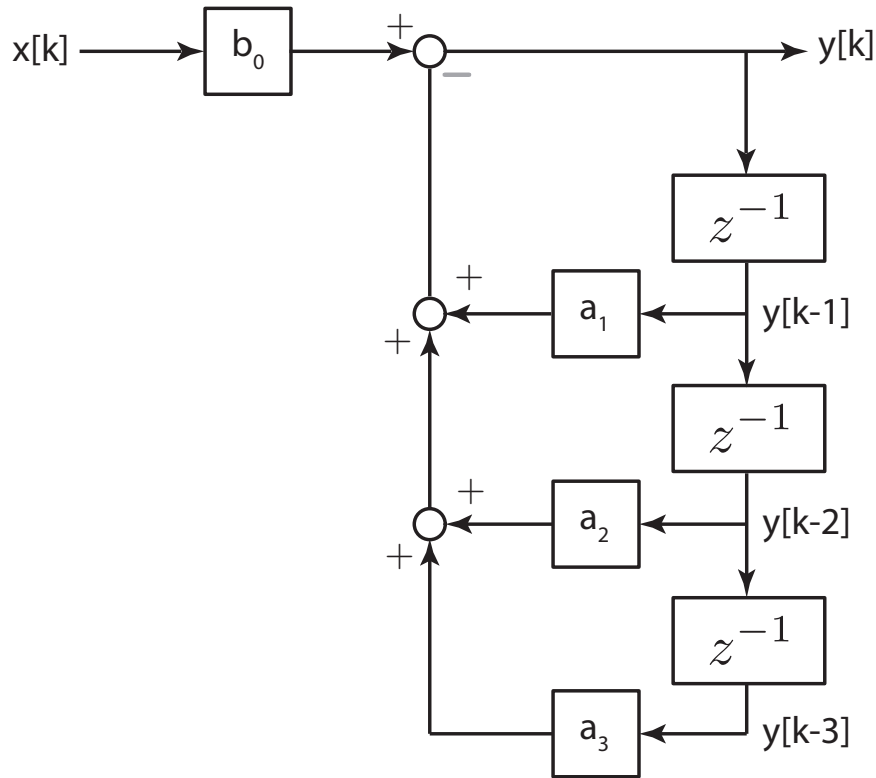 x[k]
b₀
+
−
y[k]
z⁻¹
+
a₁
y[k-1]
+
z⁻¹
+
a₂
y[k-2]
+
z⁻¹
a₃
y[k-3]